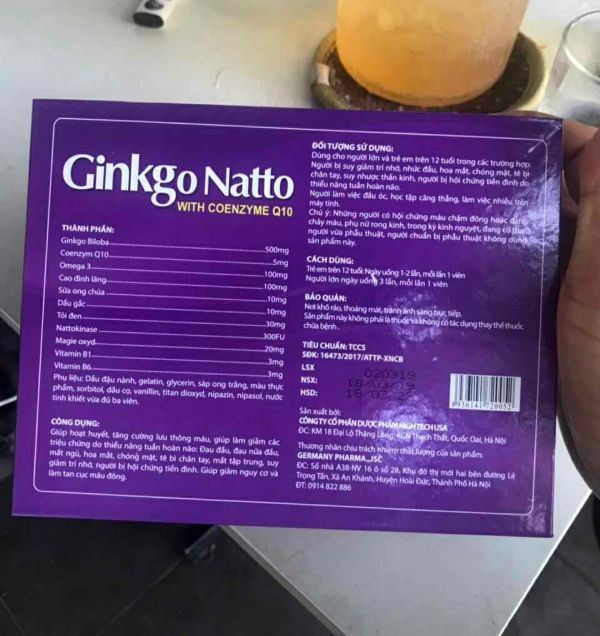 Ginkgo Natto
WITH COENZYME Q10
THÀNH PHẦN:
Ginkgo Biloba 500mg
Coenzym Q10 5mg
Omega 3 100mg
Cao đinh lăng 100mg
Sữa ong chúa 10mg
Dầu gấc 10mg
Tỏi đen 30mg
Nattokinase 300FU
Magie oxyd 20mg
Vitamin B1 3mg
Vitamin B6 3mg
Phụ liệu: Dầu đậu nành, gelatin, glycerin, sáp ong trắng, màu thực
phẩm, sorbitol, dầu cọ, vanillin, titan dioxyd, nipazin, nipasol, nước
tinh khiết vừa đủ ba viên.
CÔNG DỤNG:
Giúp hoạt huyết, tăng cường lưu thông máu, giúp làm giảm các
triệu chứng do thiểu năng tuần hoàn não: Đau đầu, đau nửa đầu,
mất ngủ, hoa mắt, chóng mặt, tê bì chân tay, mất tập trung, suy
giảm trí nhớ, người bị hội chứng tiền đình. Giúp giảm nguy cơ và
làm tan cục máu đông.
ĐỐI TƯỢNG SỬ DỤNG:
Dùng cho người lớn và trẻ em trên 12 tuổi trong các trường hợp:
Người bị suy giảm trí nhớ, nhức đầu, hoa mắt, chóng mặt, tê bì
chân tay, suy nhược thần kinh, người bị hội chứng tiền đình do
thiểu năng tuần hoàn não.
Người làm việc đầu óc, học tập căng thẳng, làm việc nhiều trên
máy tính.
Chú ý: Những người có hội chứng máu chậm đông hoặc đang
chảy máu, phụ nữ rong kinh, trong kỳ kinh nguyệt, đang có thai,
người vừa phẫu thuật, người chuẩn bị phẫu thuật không dùng
sản phẩm này.
CÁCH DÙNG:
Trẻ em trên 12 tuổi: Ngày uống 1-2 lần, mỗi lần 1 viên
Người lớn ngày uống 3 lần, mỗi lần 1 viên
BẢO QUẢN:
Nơi khô ráo, thoáng mát, tránh ánh sáng trực tiếp.
Sản phẩm này không phải là thuốc và không có tác dụng thay thế thuốc
chữa bệnh.
TIÊU CHUẨN: TCCS
SĐK: 16473/2017/ATTP-XNCB
LSX 020319
NSX: 18/03/19
HSD: 18/03/2
9 936141 720052
Sản xuất bởi:
CÔNG TY CỔ PHẦN DƯỢC PHẨM HIGH TECH USA
ĐC: KM 18 Đại Lộ Thăng Long, KCN Thạch Thất, Quốc Oai, Hà Nội
Thương nhân chịu trách nhiệm chất lượng của sản phẩm:
GERMANY PHARMA.,JSC
ĐC: Số nhà A38-NV 16 ô số 28, Khu đô thị mới hai bên đường Lê
Trọng Tấn, Xã An Khánh, Huyện Hoài Đức, Thành Phố Hà Nội
ĐT: 0914 822 886